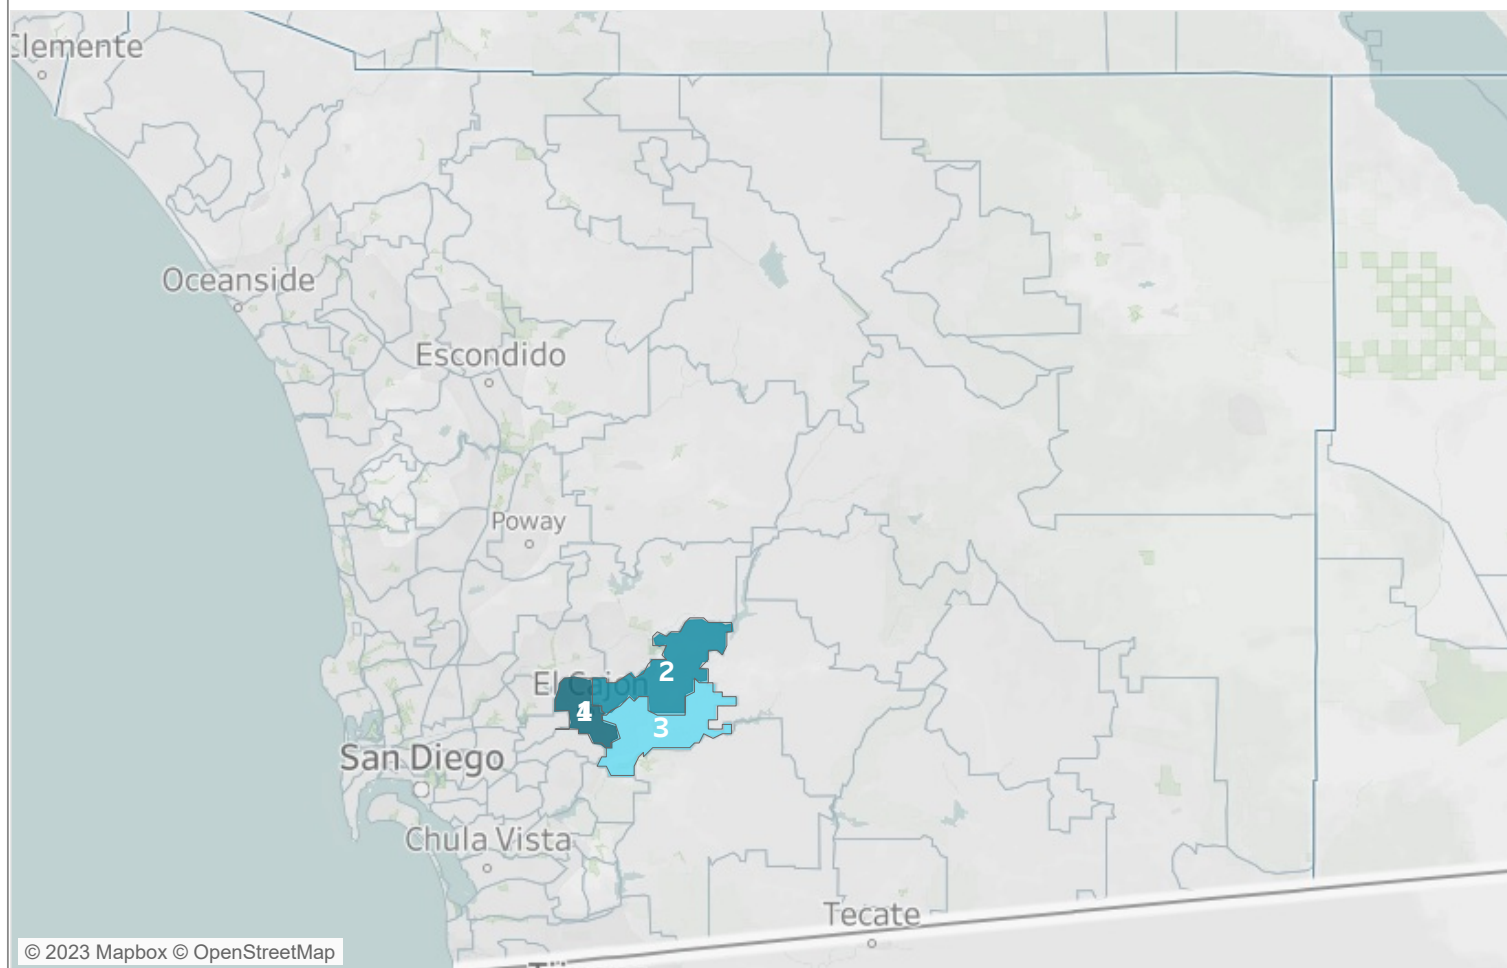 Clemente
Oceanside
Escondido
Poway
2
El Cajon
4
3
San Diego
Chula Vista
Tecate
© 2023 Mapbox © OpenStreetMap